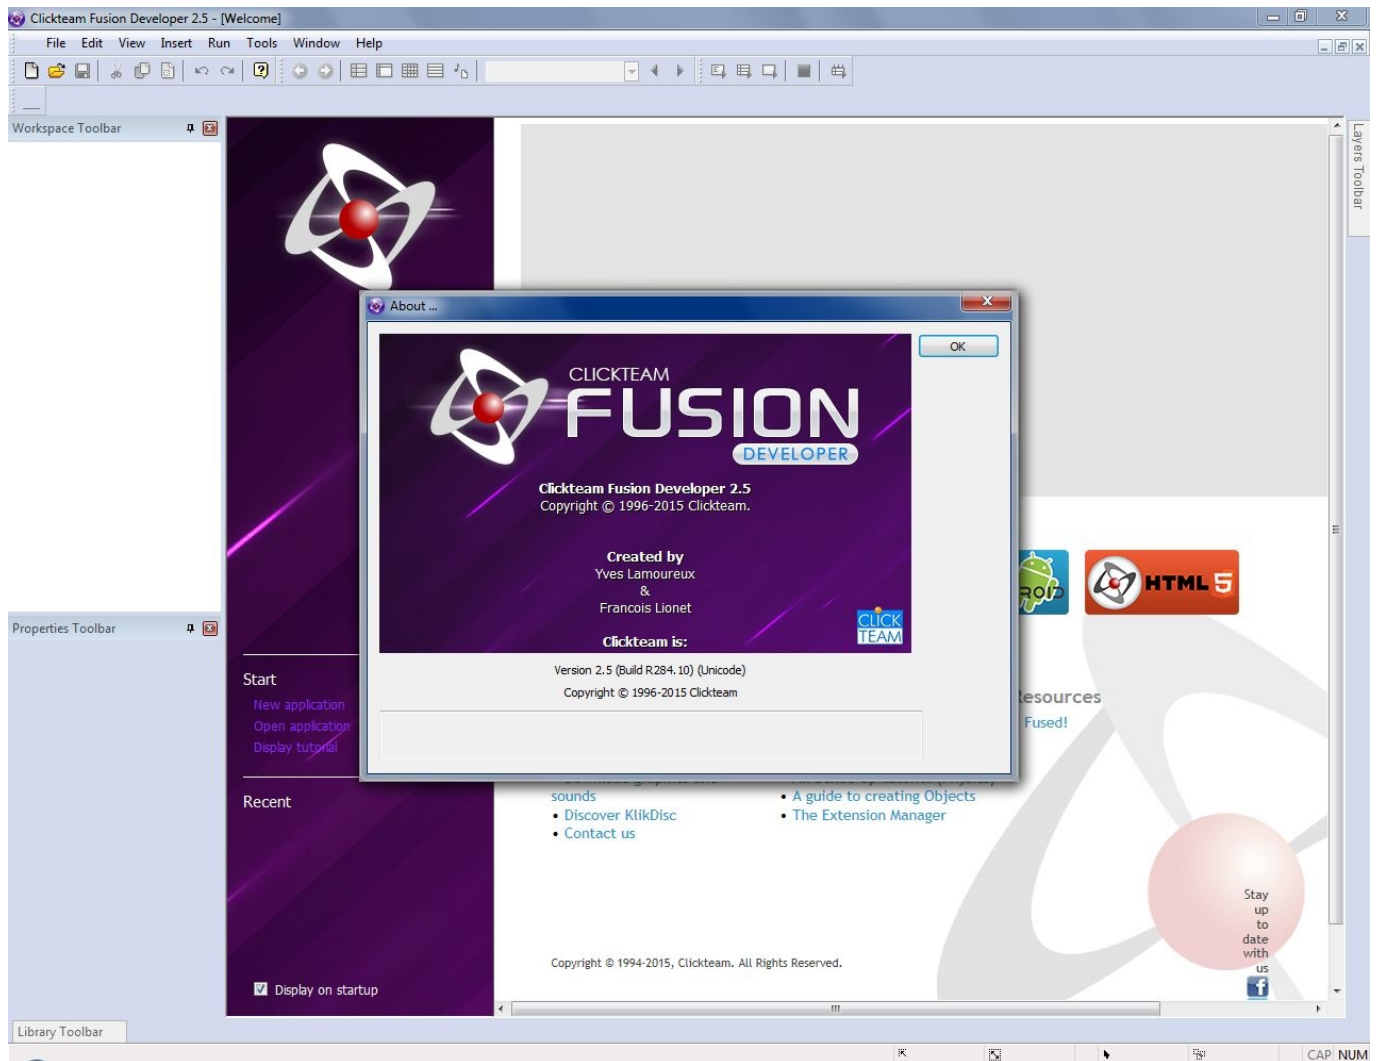 Clickteam Fusion Developer 2.5 - [Welcome]
File Edit View Insert Run Tools Window Help
Workspace Toolbar
Layers Toolbar
About ...
OK
CLICKTEAM
FUSION
DEVELOPER
Clickteam Fusion Developer 2.5
Copyright © 1996-2015 Clickteam.
Created by
Yves Lamoureux
&
Francois Lionet
CLICK
TEAM
Clickteam is:
Version 2.5 (Build R284.10) (Unicode)
Copyright © 1996-2015 Clickteam
HTML 5
Properties Toolbar
Start
New application
Open application
Display tutorial
Recent
Fused!
sounds
• Discover KlikDisc
• Contact us
• A guide to creating Objects
• The Extension Manager
Stay
up
to
date
with
us
f
Copyright © 1994-2015, Clickteam. All Rights Reserved.
Display on startup
Library Toolbar
CAP NUM